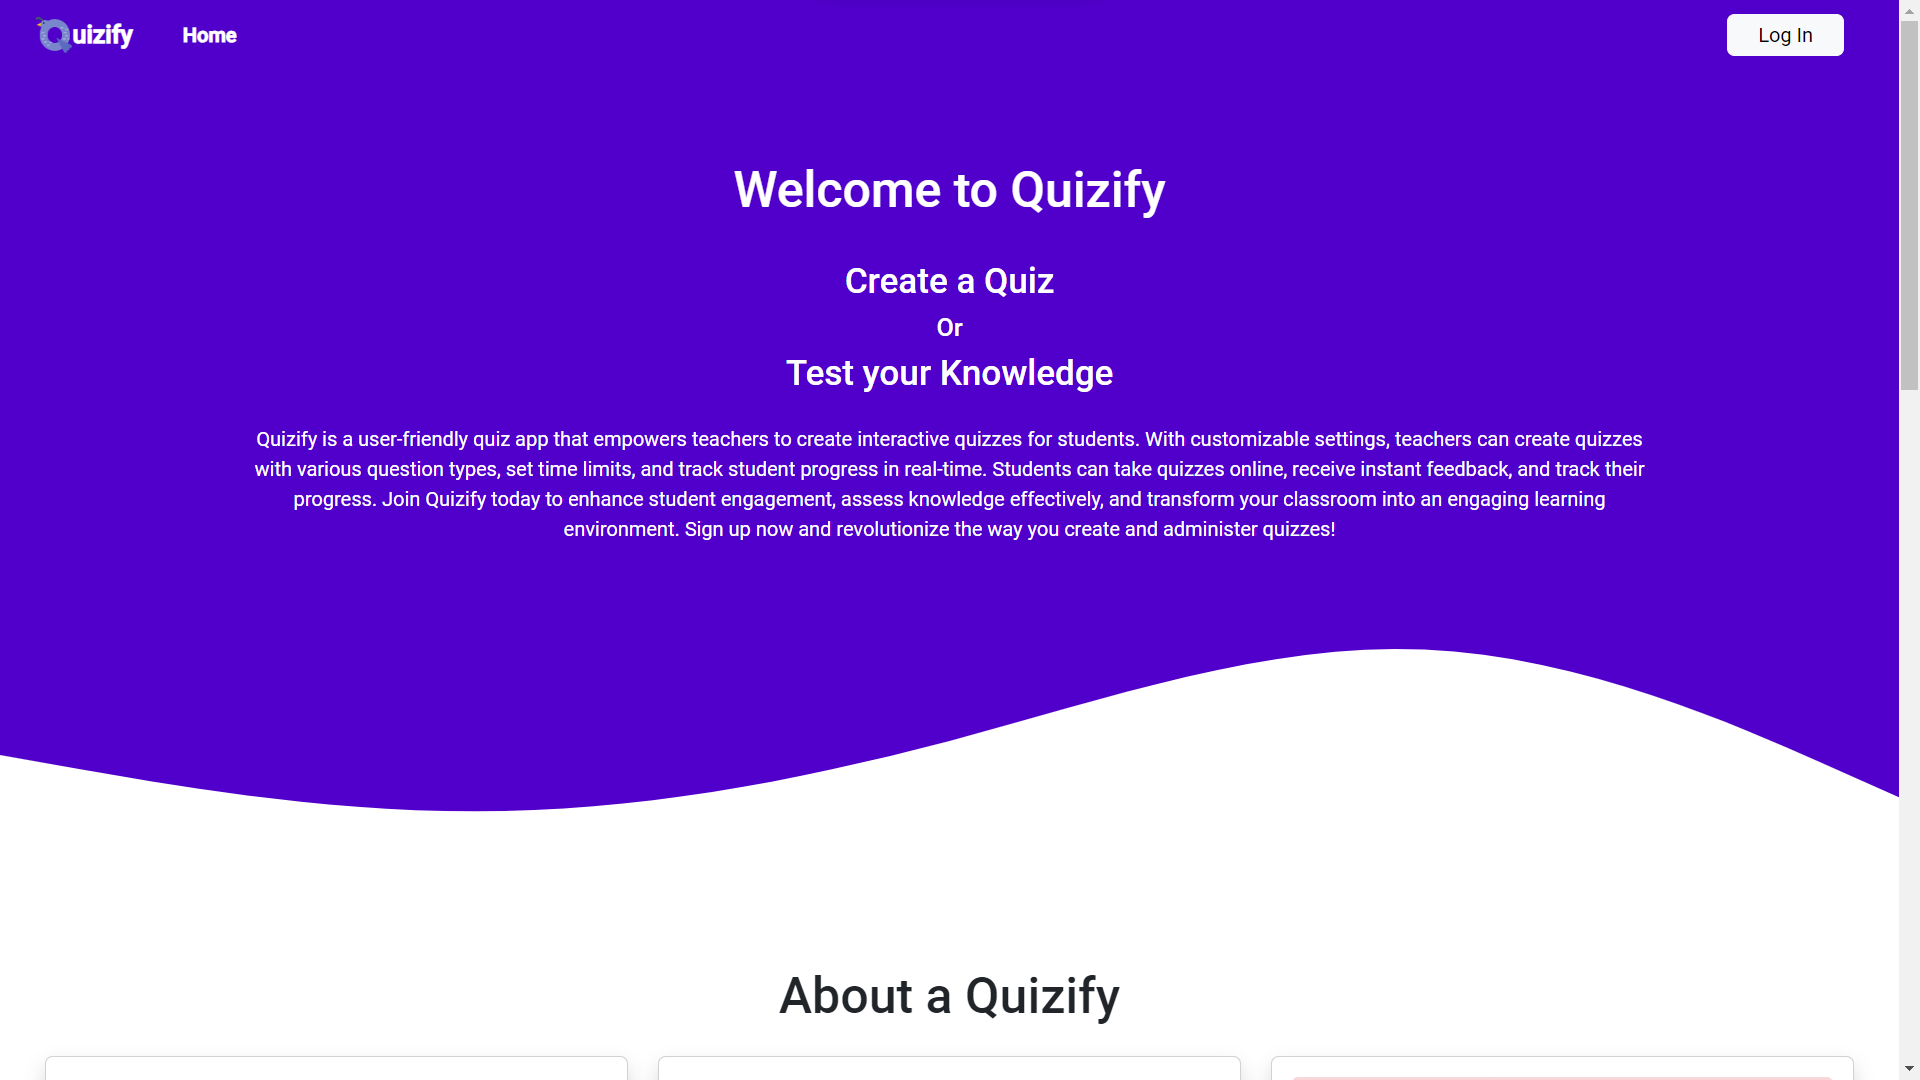 Quizify
Home
Log In
Welcome to Quizify
Create a Quiz
Or
Test your Knowledge
Quizify is a user-friendly quiz app that empowers teachers to create interactive quizzes for students. With customizable settings, teachers can create quizzes
with various question types, set time limits, and track student progress in real-time. Students can take quizzes online, receive instant feedback, and track their
progress. Join Quizify today to enhance student engagement, assess knowledge effectively, and transform your classroom into an engaging learning
environment. Sign up now and revolutionize the way you create and administer quizzes!
About a Quizify